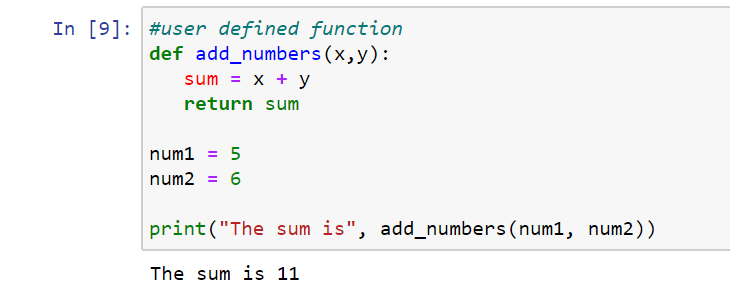 In [9]: #user defined function
def add_numbers(x,y):
   sum = x + y
   return sum
num1 = 5
num2 = 6
print("The sum is", add_numbers(num1, num2))
The sum is 11